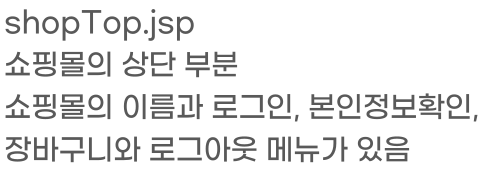 shopTop.jsp
쇼핑몰의 상단 부분
쇼핑몰의 이름과 로그인, 본인정보확인,
장바구니와 로그아웃 메뉴가 있음